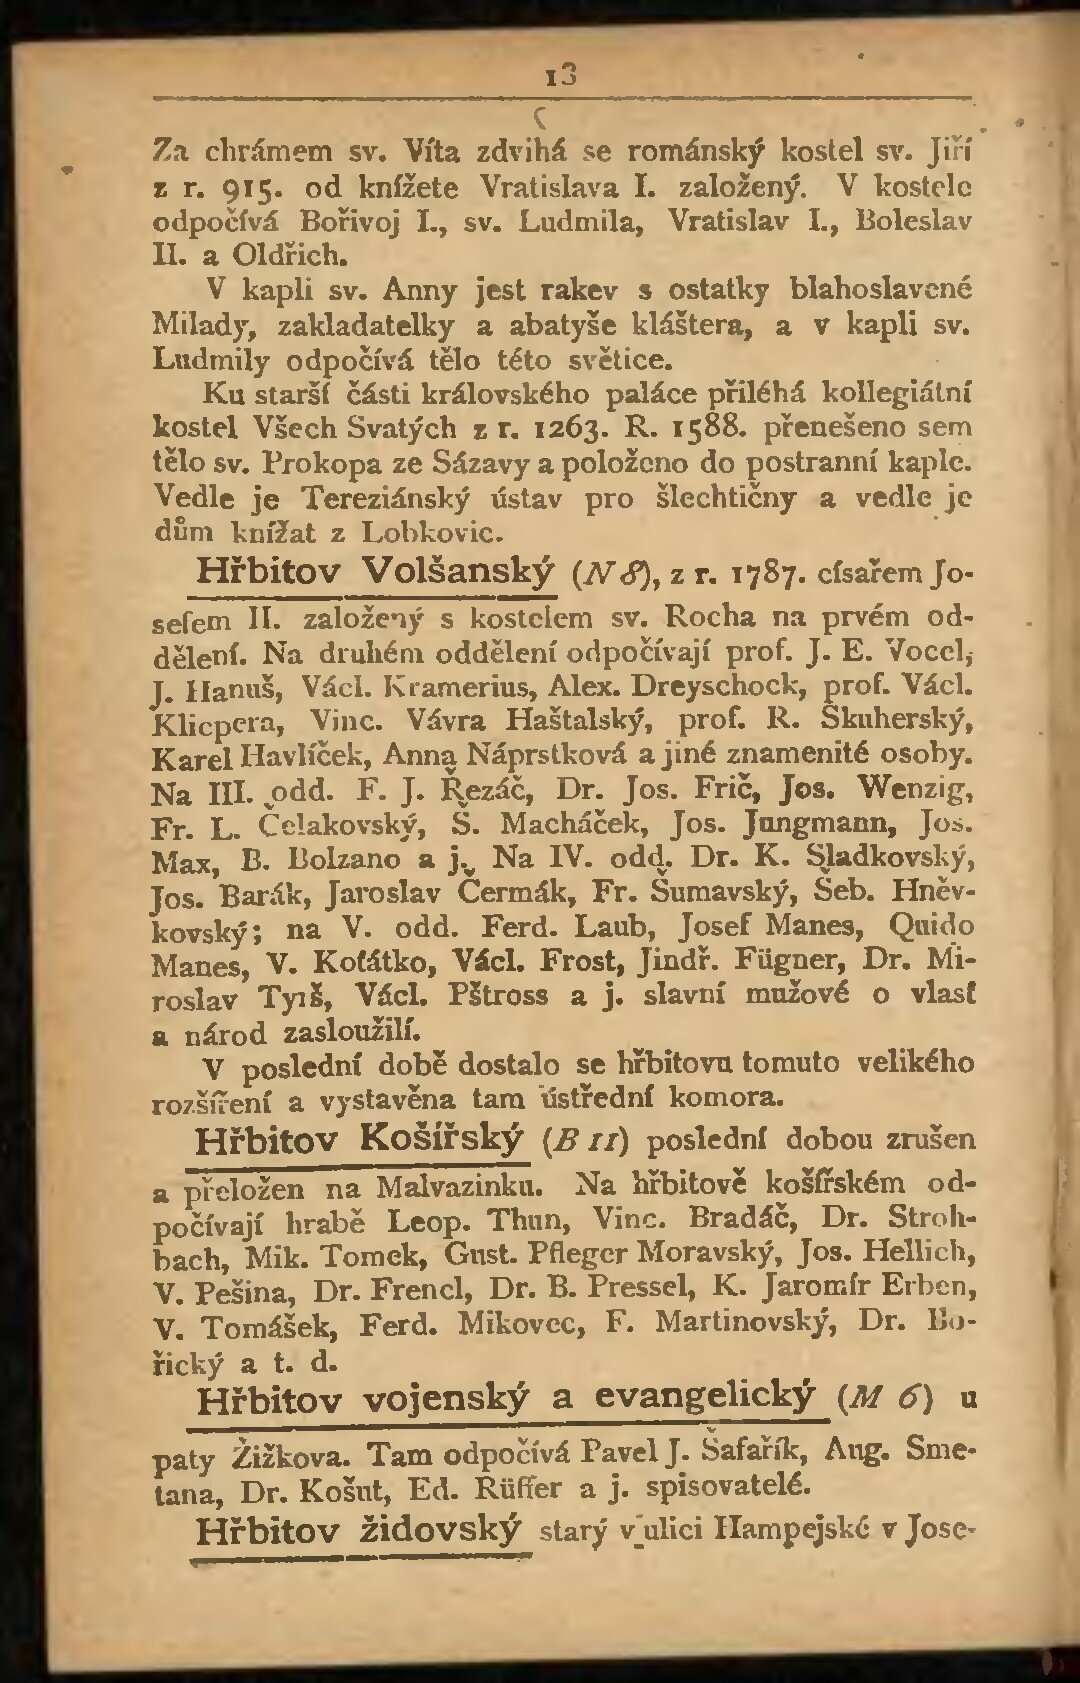 13
Za chrámem sv. Víta zdvihá se románský kostel sv. Jiří
z r. 915. od knížete Vratislava I. založený. V kostele
odpočívá Bořivoj I., sv. Ludmila, Vratislav I., Boleslav
II. a Oldřich.
V kapli sv. Anny jest rakev s ostatky blahoslavené
Milady, zakladatelky a abatyše kláštera, a v kapli sv.
Ludmily odpočívá tělo této světice.
Ku starší části královského paláce přiléhá kollegiátní
kostel Všech Svatých z r. 1263. R. 1588. přenešeno sem
tělo sv. Prokopa ze Sázavy a položeno do postranní kaple.
Vedle je Tereziánský ústav pro šlechtičny a vedle je
dům knížat z Lobkovic.
Hřbitov Volšanský (N 8), z r. 1787. císařem Jo-
sefem II. založený s kostelem sv. Rocha na prvém od-
dělení. Na druhém oddělení odpočívají prof. J. E. Vocel,
J. Hanuš, Václ. Kramerius, Alex. Dreyschock, prof. Václ.
Klicpera, Vinc. Vávra Haštalský, prof. R. Skuherský,
Karel Havlíček, Anna Náprstková a jiné znamenité osoby.
Na III. odd. F. J. Řezáč, Dr. Jos. Frič, Jos. Wenzig,
Fr. L. Čelakovský, S. Macháček, Jos. Jungmann, Jos.
Max, B. Bolzano a j. Na IV. odd. Dr. K. Sladkovský,
Jos. Barák, Jaroslav Čermák, Fr. Šumavský, Šeb. Hněv-
kovský; na V. odd. Ferd. Laub, Josef Manes, Quido
Manes, V. Koťátko, Václ. Frost, Jindř. Fügner, Dr. Mi-
roslav Tyrš, Václ. Pštross a j. slavní mužové o vlasť
a národ zasloužilí.
V poslední době dostalo se hřbitovu tomuto velikého
rozšíření a vystavěna tam ústřední komora.
Hřbitov Košířský (B 11) poslední dobou zrušen
a přeložen na Malvazinku. Na hřbitově košířském od-
počívají hrabě Leop. Thun, Vinc. Bradáč, Dr. Stroh-
bach, Mik. Tomek, Gust. Pfleger Moravský, Jos. Hellich,
V. Pešina, Dr. Frencl, Dr. B. Pressel, K. Jaromír Erben,
V. Tomášek, Ferd. Mikovec, F. Martinovský, Dr. Bo-
řický a t. d.
Hřbitov vojenský a evangelický (M 6) u
paty Žižkova. Tam odpočívá Pavel J. Šafařík, Aug. Sme-
tana, Dr. Košut, Ed. Rüffer a j. spisovatelé.
Hřbitov židovský starý v ulici Hampejské v Jose-